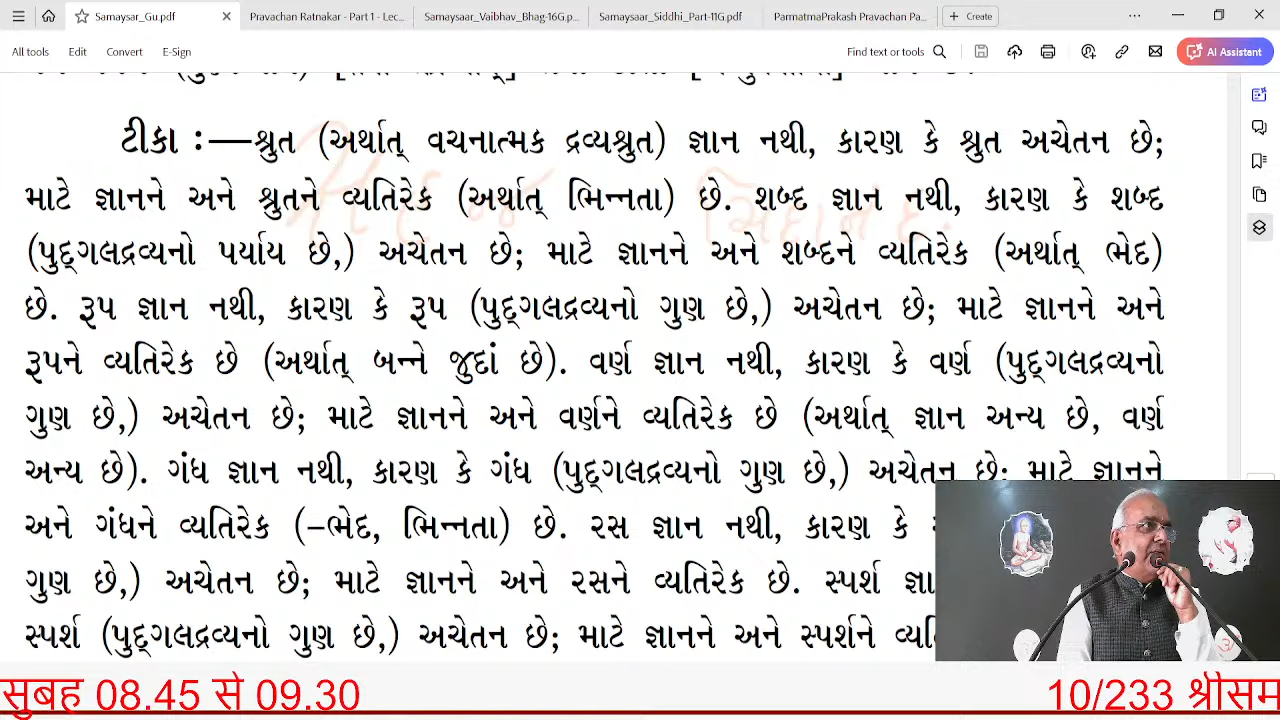 Samaysar_Gu.pdf
Pravachan Ratnakar - Part 1 - Lec...
Samaysaar_Vaibhav_Bhag-16G.p...
Samaysaar_Siddhi_Part-11G.pdf
ParmatmaPrakash Pravachan Pa...
Create
All tools Edit Convert E-Sign
Find text or tools
AI Assistant
ટીકા :—શ્રુત (અર્થાત્ વચનાત્મક દ્રવ્યશ્રુત) જ્ઞાન નથી, કારણ કે શ્રુત અચેતન છે;
માટે જ્ઞાનને અને શ્રુતને વ્યતિરેક (અર્થાત્ ભિન્નતા) છે. શબ્દ જ્ઞાન નથી, કારણ કે શબ્દ
(પુદ્ગલદ્રવ્યનો પર્યાય છે,) અચેતન છે; માટે જ્ઞાનને અને શબ્દને વ્યતિરેક (અર્થાત્ ભેદ)
છે. રૂપ જ્ઞાન નથી, કારણ કે રૂપ (પુદ્ગલદ્રવ્યનો ગુણ છે,) અચેતન છે; માટે જ્ઞાનને અને
રૂપને વ્યતિરેક છે (અર્થાત્ બન્ને જુદાં છે). વર્ણ જ્ઞાન નથી, કારણ કે વર્ણ (પુદ્ગલદ્રવ્યનો
ગુણ છે,) અચેતન છે; માટે જ્ઞાનને અને વર્ણને વ્યતિરેક છે (અર્થાત્ જ્ઞાન અન્ય છે, વર્ણ
અન્ય છે). ગંધ જ્ઞાન નથી, કારણ કે ગંધ (પુદ્ગલદ્રવ્યનો ગુણ છે,) અચેતન છે; માટે જ્ઞાનને
અને ગંધને વ્યતિરેક (–ભેદ, ભિન્નતા) છે. રસ જ્ઞાન નથી, કારણ કે
ગુણ છે,) અચેતન છે; માટે જ્ઞાનને અને રસને વ્યતિરેક છે. સ્પર્શ
સ્પર્શ (પુદ્ગલદ્રવ્યનો ગુણ છે,) અચેતન છે; માટે જ્ઞાનને અને સ્પર્શને
सुबह 08.45 से 09.30
10/233 श्रीसम